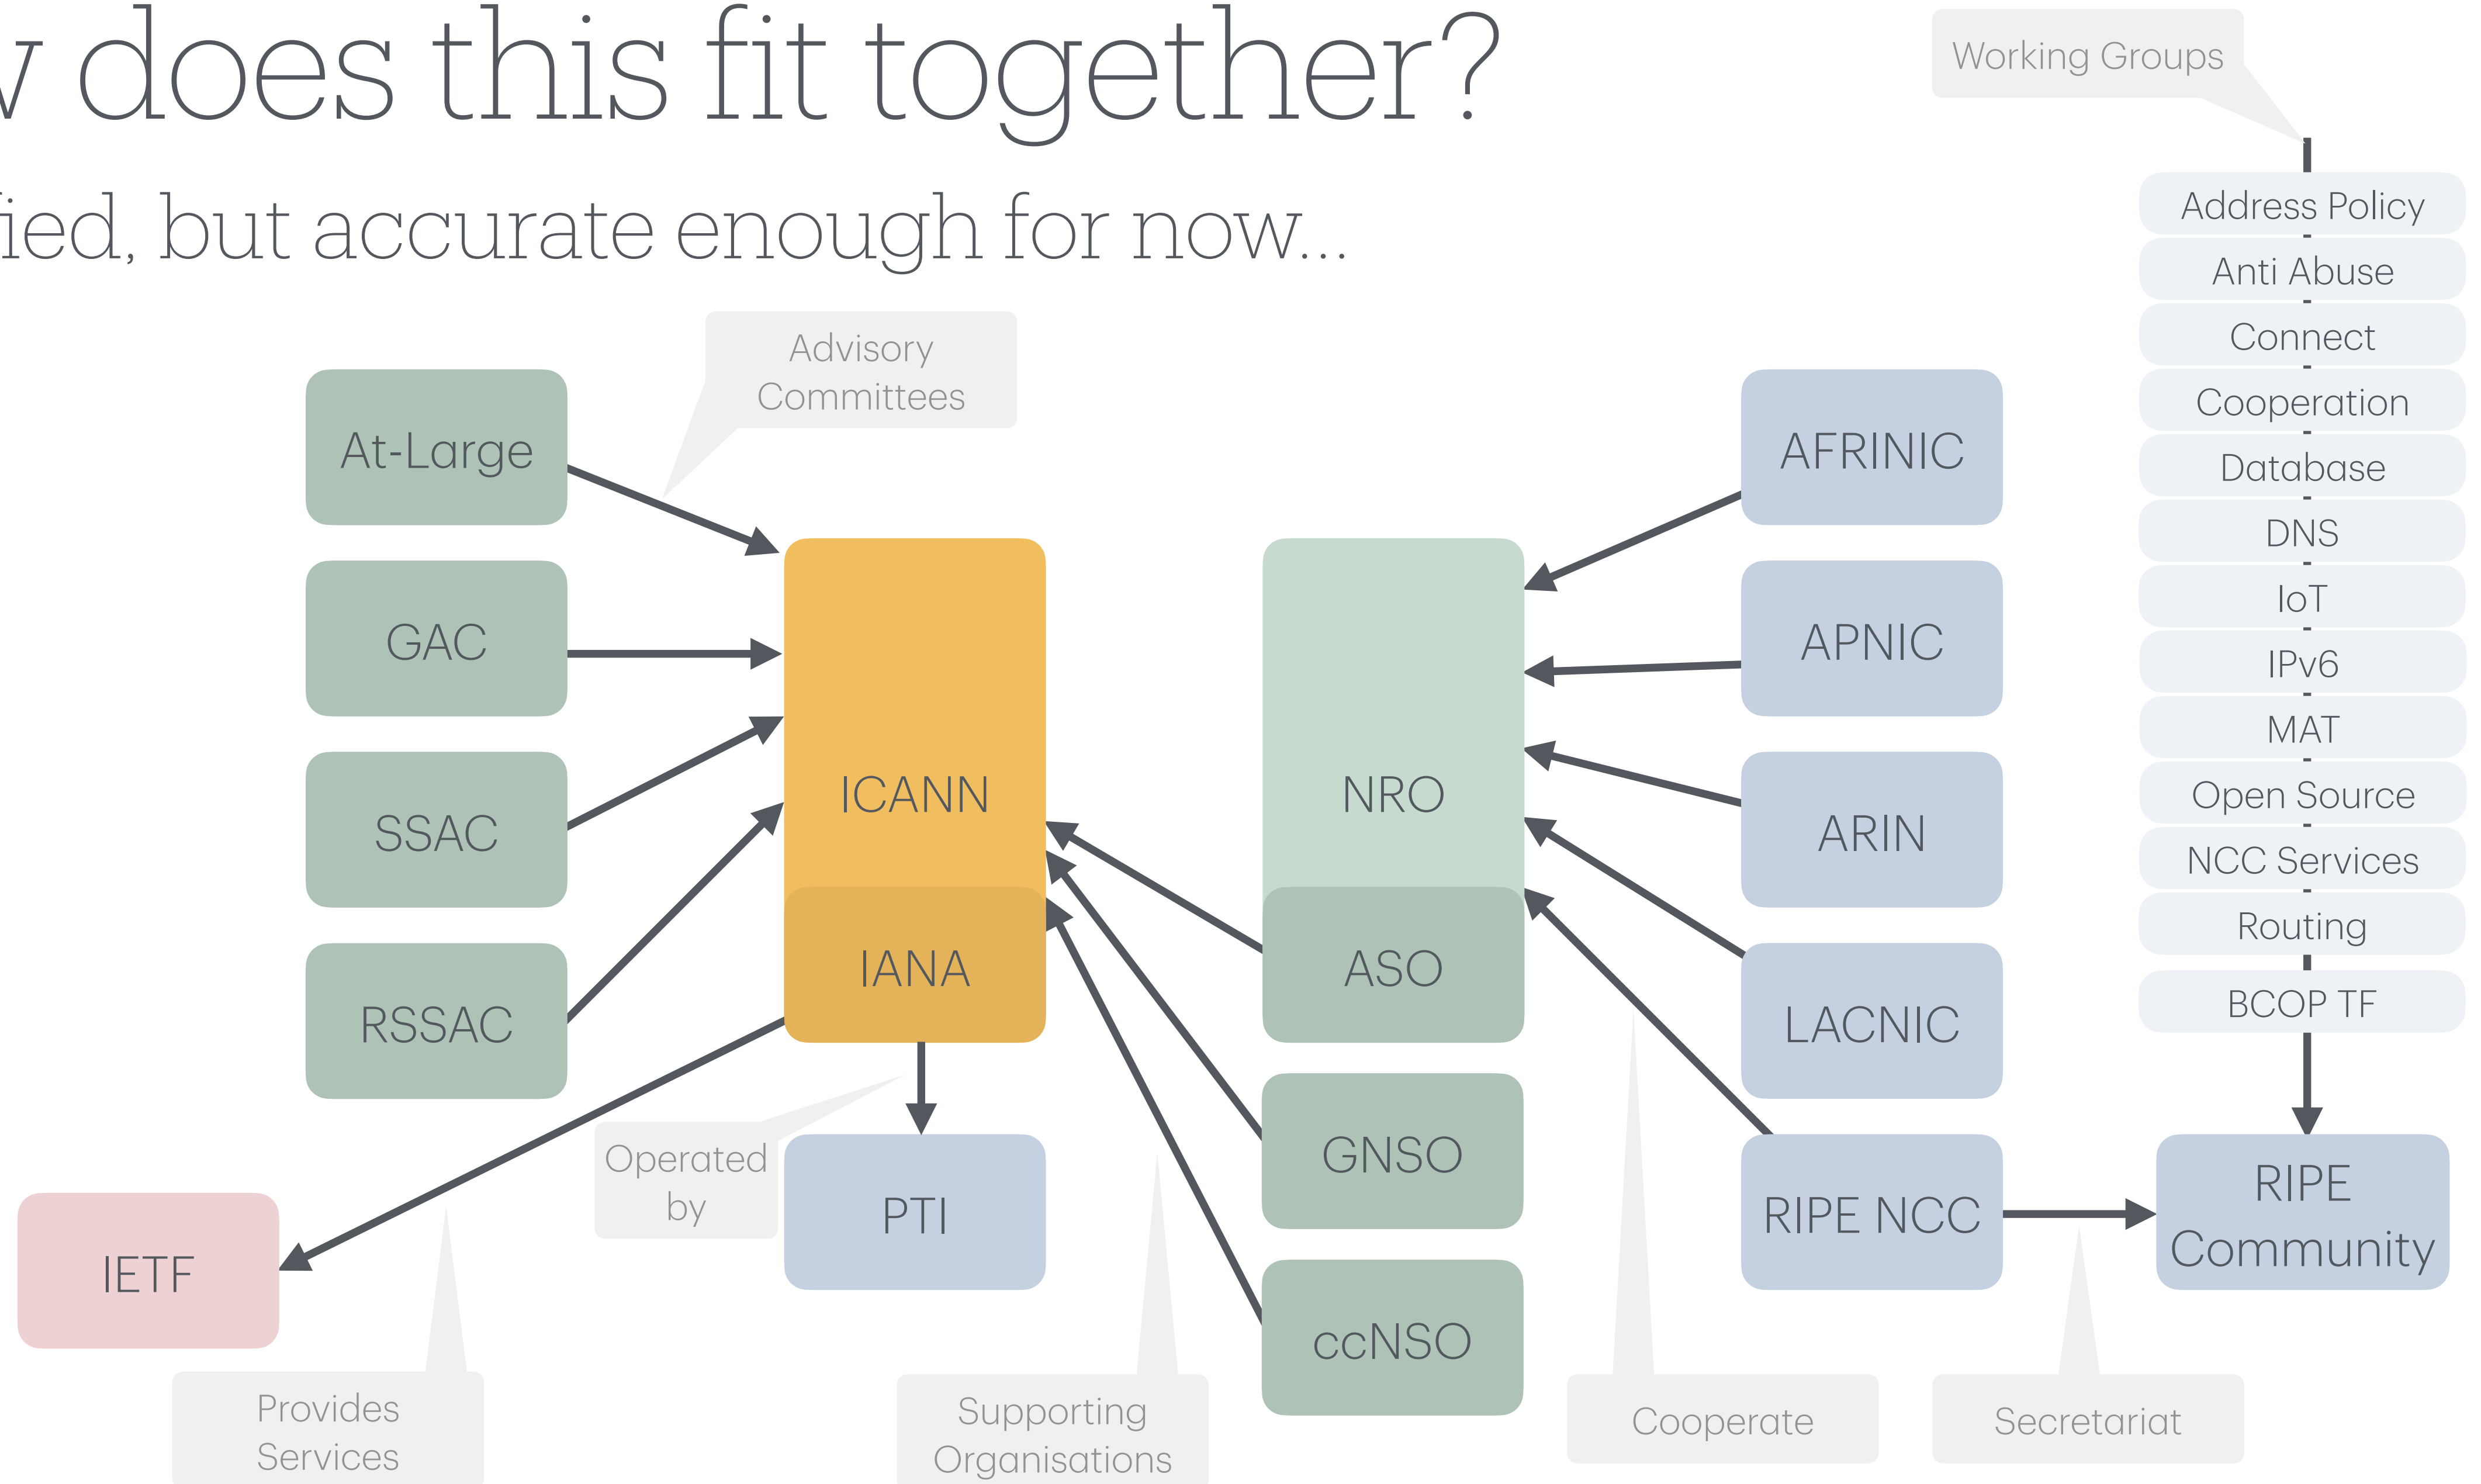 does this fit together?
ied, but accurate enough for now...
Working Groups
Address Policy
Anti Abuse
Connect
Cooperation
Database
DNS
IoT
IPv6
MAT
Open Source
NCC Services
Routing
BCOP TF
Advisory
Committees
At-Large
GAC
SSAC
RSSAC
ICANN
IANA
NRO
ASO
GNSO
ccNSO
AFRINIC
APNIC
ARIN
LACNIC
RIPE NCC
RIPE
Community
Operated
by
PTI
IETF
Provides
Services
Supporting
Organisations
Cooperate
Secretariat